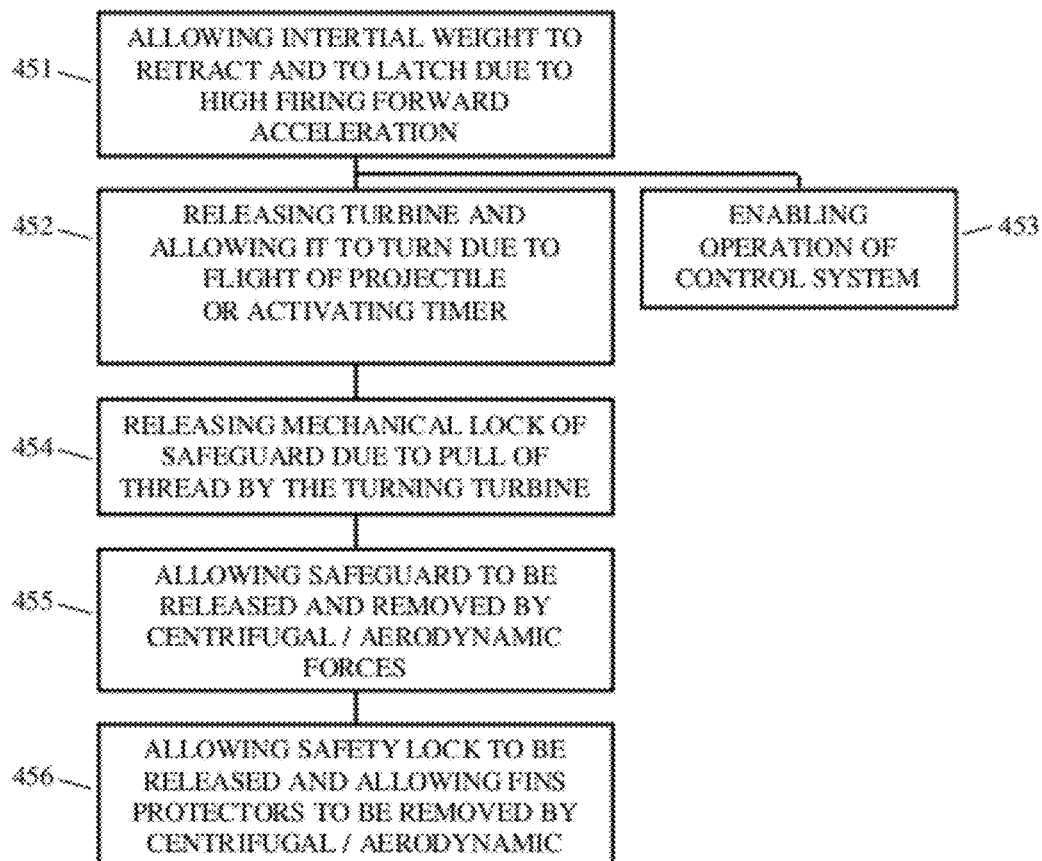 451
ALLOWING INTERTIAL WEIGHT TO
RETRACT AND TO LATCH DUE TO
HIGH FIRING FORWARD
ACCELERATION
452
RELEASING TURBINE AND
ALLOWING IT TO TURN DUE TO
FLIGHT OF PROJECTILE
OR ACTIVATING TIMER
ENABLING
OPERATION OF
CONTROL SYSTEM
453
454
RELEASING MECHANICAL LOCK OF
SAFEGUARD DUE TO PULL OF
THREAD BY THE TURNING TURBINE
455
ALLOWING SAFEGUARD TO BE
RELEASED AND REMOVED BY
CENTRIFUGAL / AERODYNAMIC
FORCES
456
ALLOWING SAFETY LOCK TO BE
RELEASED AND ALLOWING FINS
PROTECTORS TO BE REMOVED BY
CENTRIFUGAL / AERODYNAMIC